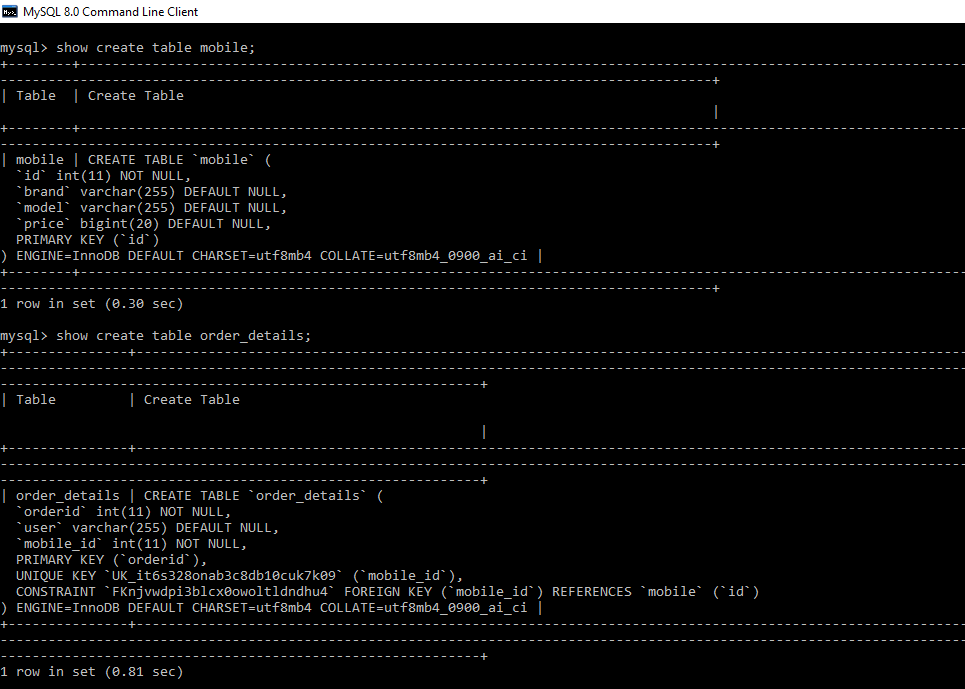 MySQL 8.0 Command Line Client
mysql> show create table mobile;
+--------+---------------------------------------------------------------------------------------------------------------
-----------------------------------------------------------------------------------------+
| Table  | Create Table
                                                                                         |
+--------+---------------------------------------------------------------------------------------------------------------
-----------------------------------------------------------------------------------------+
| mobile | CREATE TABLE `mobile` (
  `id` int(11) NOT NULL,
  `brand` varchar(255) DEFAULT NULL,
  `model` varchar(255) DEFAULT NULL,
  `price` bigint(20) DEFAULT NULL,
  PRIMARY KEY (`id`)
) ENGINE=InnoDB DEFAULT CHARSET=utf8mb4 COLLATE=utf8mb4_0900_ai_ci |
+--------+---------------------------------------------------------------------------------------------------------------
-----------------------------------------------------------------------------------------+
1 row in set (0.30 sec)
mysql> show create table order_details;
+---------------+--------------------------------------------------------------------------------------------------------
-------------------------------------------------------------------------------------------------------------------------
------------------------------------------------------------+
| Table         | Create Table
                                                            |
+---------------+--------------------------------------------------------------------------------------------------------
-------------------------------------------------------------------------------------------------------------------------
------------------------------------------------------------+
| order_details | CREATE TABLE `order_details` (
  `orderid` int(11) NOT NULL,
  `user` varchar(255) DEFAULT NULL,
  `mobile_id` int(11) NOT NULL,
  PRIMARY KEY (`orderid`),
  UNIQUE KEY `UK_it6s328onab3c8db10cuk7k09` (`mobile_id`),
  CONSTRAINT `FKnjvwdpi3blcx0owoltldndhu4` FOREIGN KEY (`mobile_id`) REFERENCES `mobile` (`id`)
) ENGINE=InnoDB DEFAULT CHARSET=utf8mb4 COLLATE=utf8mb4_0900_ai_ci |
+---------------+--------------------------------------------------------------------------------------------------------
-------------------------------------------------------------------------------------------------------------------------
------------------------------------------------------------+
1 row in set (0.81 sec)